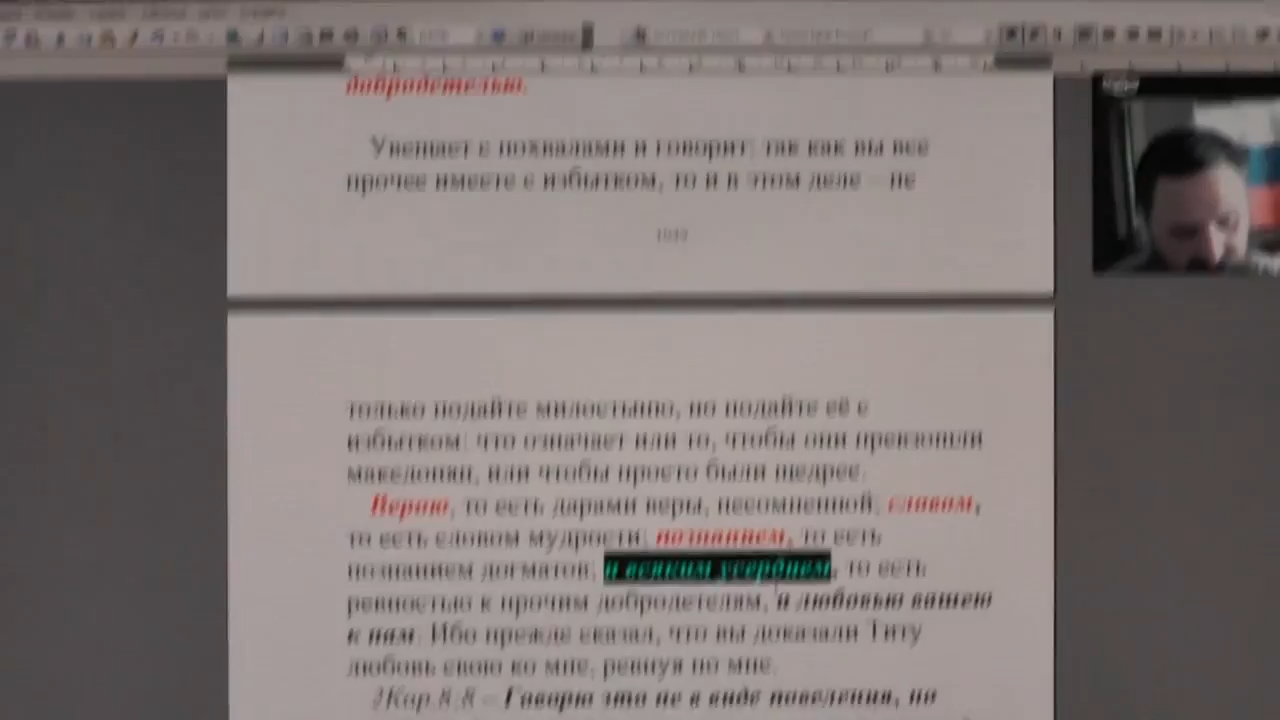 добродетелью.
Увещает с похвалами и говорит: так как вы всё
прочее имеете с избытком, то и в этом деле – не
только подайте милостыню, но подайте её с
избытком: что означает или то, чтобы они превзошли
македонян, или чтобы просто были щедрее.
Верою, то есть дарами веры, несомненной; словом,
то есть словом мудрости; познанием, то есть
познанием догматов; и всяким усердием, то есть
ревностью к прочим добродетелям, и любовью вашею
к нам. Ибо прежде сказал, что вы доказали Титу
любовь свою ко мне, ревнуя по мне.
2Кор.8:8 – Говорю это не в виде повеления, но